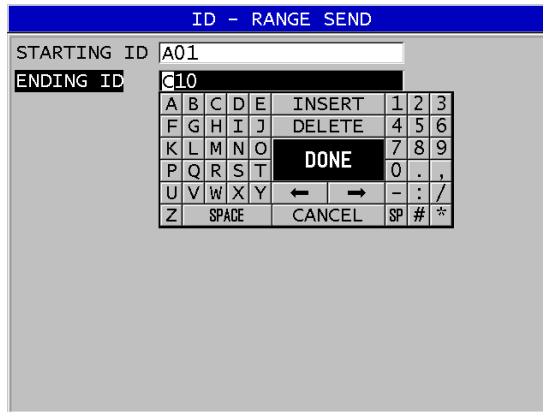 ID - RANGE SEND
STARTING ID A01
ENDING ID C10
A B C D E INSERT 1 2 3
F G H I J DELETE 4 5 6
K L M N O DONE 7 8 9
P Q R S T 0 . ,
U V W X Y ← → - : /
Z SPACE CANCEL SP # *